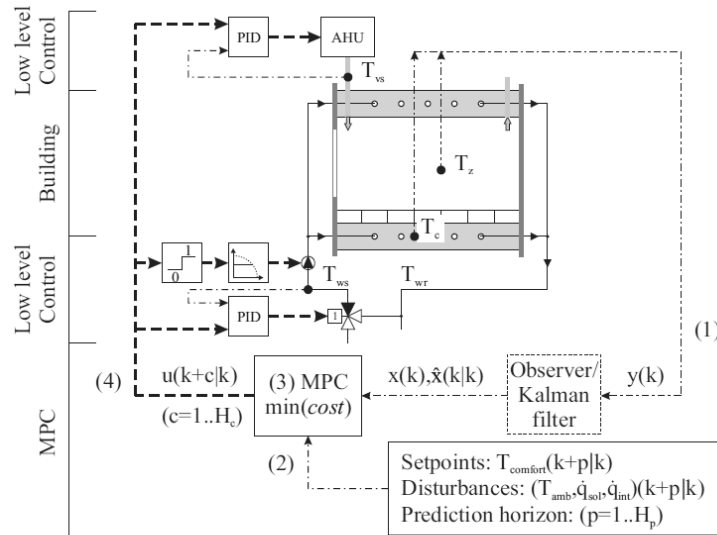 Low level
Control
PID
AHU
T_vs
Building
T_z
T_c
Low level
Control
1
0
T_ws
T_wr
PID
1
(1)
MPC
(4)
u(k+c|k)
(c=1..H_c)
(3) MPC
min(cost)
x(k),x̂(k|k)
Observer/
Kalman
filter
y(k)
(2)
Setpoints: T_comfort(k+p|k)
Disturbances: (T_amb,q̇_sol,q̇_int)(k+p|k)
Prediction horizon: (p=1..H_p)